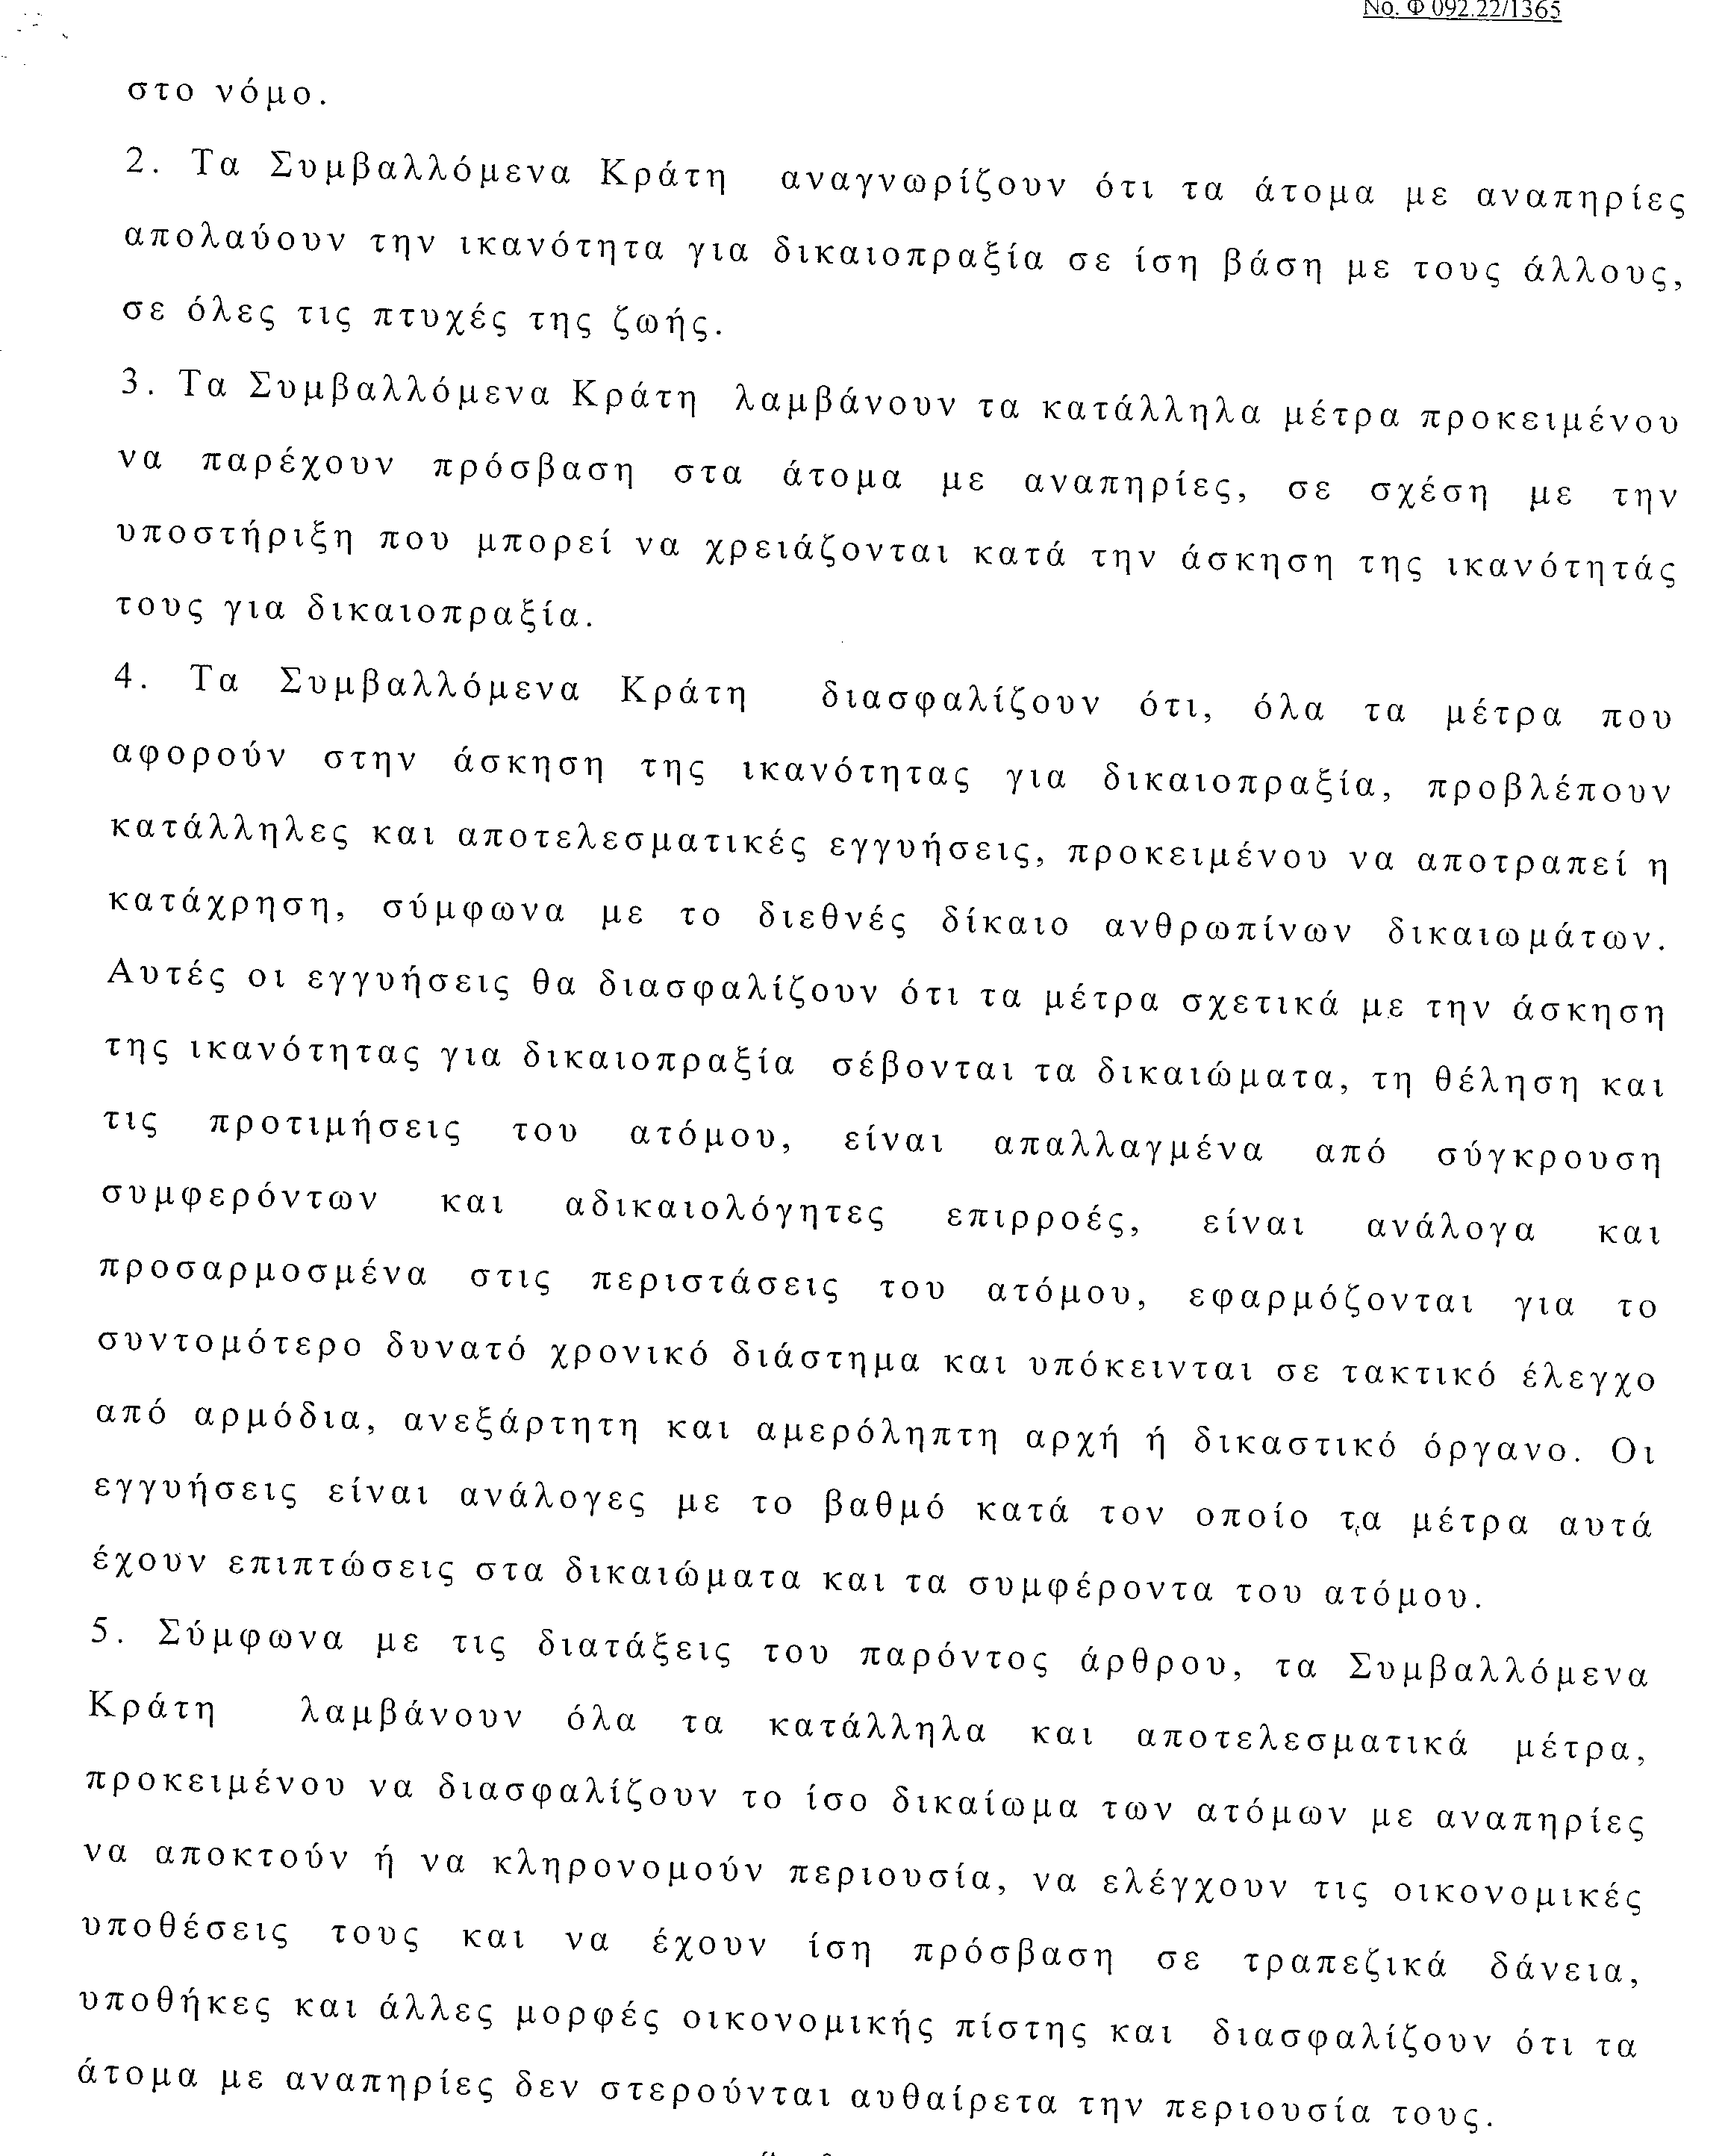 No. Φ 092.22/1365
στο νόμο.
2. Τα Συμβαλλόμενα Κράτη αναγνωρίζουν ότι τα άτομα με αναπηρίες
απολαύουν την ικανότητα για δικαιοπραξία σε ίση βάση με τους άλλους,
σε όλες τις πτυχές της ζωής.
3. Τα Συμβαλλόμενα Κράτη λαμβάνουν τα κατάλληλα μέτρα προκειμένου
να παρέχουν πρόσβαση στα άτομα με αναπηρίες, σε σχέση με την
υποστήριξη που μπορεί να χρειάζονται κατά την άσκηση της ικανότητάς
τους για δικαιοπραξία.
4. Τα Συμβαλλόμενα Κράτη διασφαλίζουν ότι, όλα τα μέτρα που
αφορούν στην άσκηση της ικανότητας για δικαιοπραξία, προβλέπουν
κατάλληλες και αποτελεσματικές εγγυήσεις, προκειμένου να αποτραπεί η
κατάχρηση, σύμφωνα με το διεθνές δίκαιο ανθρωπίνων δικαιωμάτων.
Αυτές οι εγγυήσεις θα διασφαλίζουν ότι τα μέτρα σχετικά με την άσκηση
της ικανότητας για δικαιοπραξία σέβονται τα δικαιώματα, τη θέληση και
τις προτιμήσεις του ατόμου, είναι απαλλαγμένα από σύγκρουση
συμφερόντων και αδικαιολόγητες επιρροές, είναι ανάλογα και
προσαρμοσμένα στις περιστάσεις του ατόμου, εφαρμόζονται για το
συντομότερο δυνατό χρονικό διάστημα και υπόκεινται σε τακτικό έλεγχο
από αρμόδια, ανεξάρτητη και αμερόληπτη αρχή ή δικαστικό όργανο. Οι
εγγυήσεις είναι ανάλογες με το βαθμό κατά τον οποίο τα μέτρα αυτά
έχουν επιπτώσεις στα δικαιώματα και τα συμφέροντα του ατόμου.
5. Σύμφωνα με τις διατάξεις του παρόντος άρθρου, τα Συμβαλλόμενα
Κράτη λαμβάνουν όλα τα κατάλληλα και αποτελεσματικά μέτρα,
προκειμένου να διασφαλίζουν το ίσο δικαίωμα των ατόμων με αναπηρίες
να αποκτούν ή να κληρονομούν περιουσία, να ελέγχουν τις οικονομικές
υποθέσεις τους και να έχουν ίση πρόσβαση σε τραπεζικά δάνεια,
υποθήκες και άλλες μορφές οικονομικής πίστης και διασφαλίζουν ότι τα
άτομα με αναπηρίες δεν στερούνται αυθαίρετα την περιουσία τους.